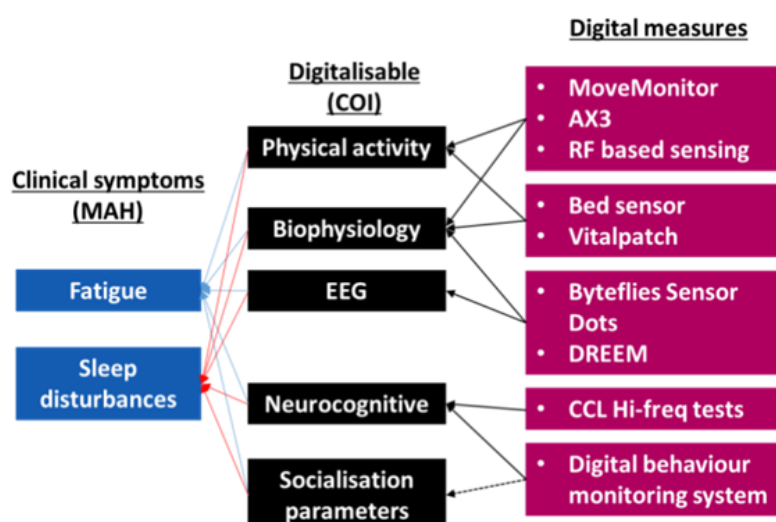 Clinical symptoms
(MAH)
Fatigue
Sleep
disturbances
Digitalisable
(COI)
Physical activity
Biophysiology
EEG
Neurocognitive
Socialisation
parameters
Digital measures
• MoveMonitor
• AX3
• RF based sensing
• Bed sensor
• Vitalpatch
• Byteflies Sensor
Dots
• DREEM
• CCL Hi-freq tests
• Digital behaviour
monitoring system